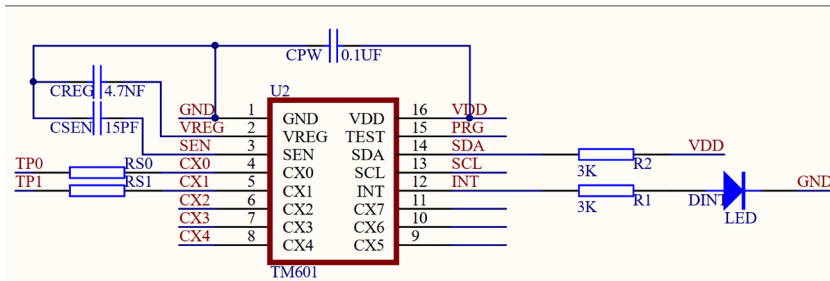 CPW 0.1UF
CREG 4.7NF
U2
GND 1 GND VDD 16 VDD
CSEN 15PF VREG 2 VREG TEST 15 PRG
SEN 3 SEN SDA 14 SDA R2 VDD
TP0 RS0 CX0 4 CX0 SCL 13 SCL 3K
TP1 RS1 CX1 5 CX1 INT 12 INT R1 DINT GND
CX2 6 CX2 CX7 11 3K LED
CX3 7 CX3 CX6 10
CX4 8 CX4 CX5 9
TM601